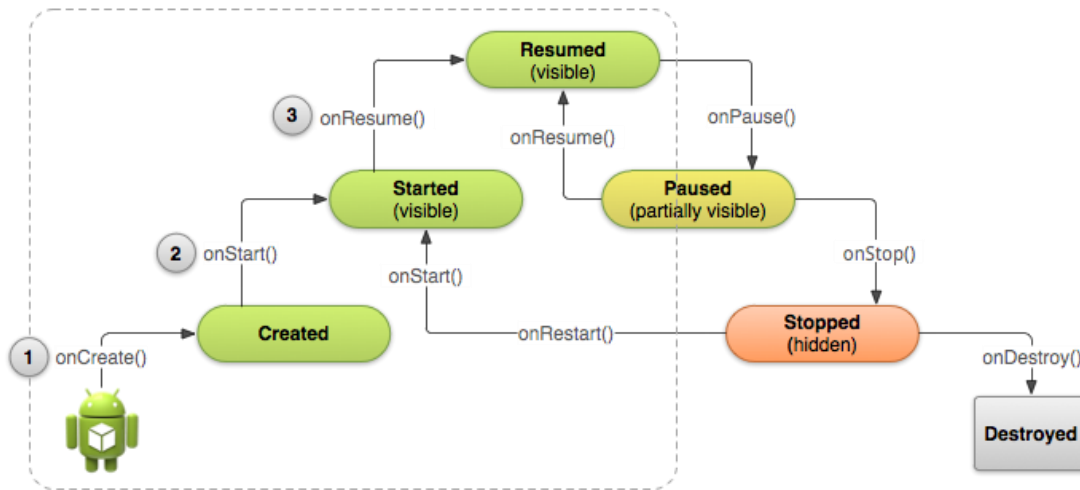 Resumed
(visible)
3
onResume()
onResume()
onPause()
Started
(visible)
Paused
(partially visible)
2
onStart()
onStart()
onStop()
Created
onRestart()
Stopped
(hidden)
1
onCreate()
onDestroy()
Destroyed